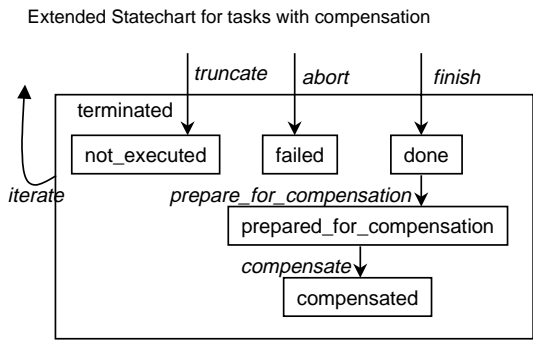 Extended Statechart for tasks with compensation
truncate
abort
finish
terminated
not_executed
failed
done
iterate
prepare_for_compensation
prepared_for_compensation
compensate
compensated